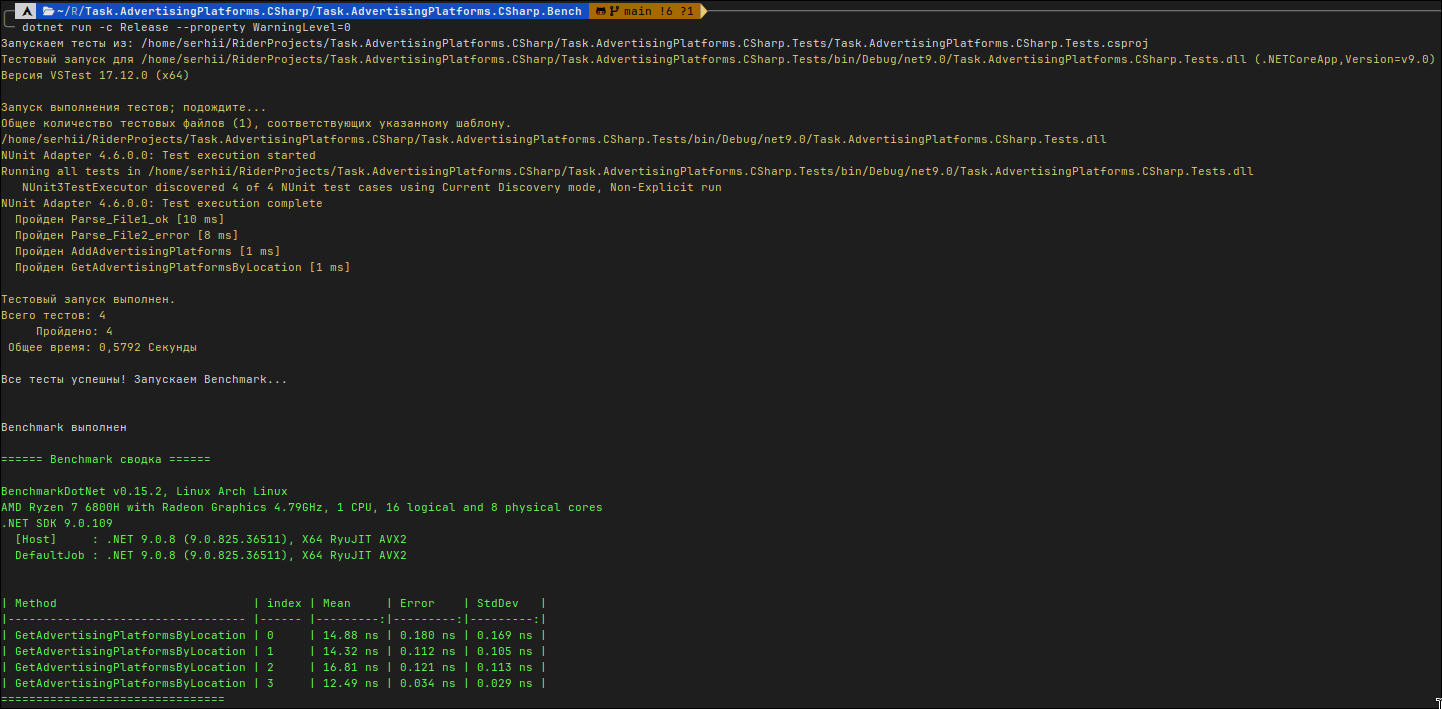 ~/R/Task.AdvertisingPlatforms.CSharp/Task.AdvertisingPlatforms.CSharp.Bench main !6 ?1
dotnet run -c Release --property WarningLevel=0
Запускаем тесты из: /home/serhii/RiderProjects/Task.AdvertisingPlatforms.CSharp/Task.AdvertisingPlatforms.CSharp.Tests/Task.AdvertisingPlatforms.CSharp.Tests.csproj
Тестовый запуск для /home/serhii/RiderProjects/Task.AdvertisingPlatforms.CSharp/Task.AdvertisingPlatforms.CSharp.Tests/bin/Debug/net9.0/Task.AdvertisingPlatforms.CSharp.Tests.dll (.NETCoreApp,Version=v9.0)
Версия VSTest 17.12.0 (x64)
Запуск выполнения тестов; подождите...
Общее количество тестовых файлов (1), соответствующих указанному шаблону.
/home/serhii/RiderProjects/Task.AdvertisingPlatforms.CSharp/Task.AdvertisingPlatforms.CSharp.Tests/bin/Debug/net9.0/Task.AdvertisingPlatforms.CSharp.Tests.dll
NUnit Adapter 4.6.0.0: Test execution started
Running all tests in /home/serhii/RiderProjects/Task.AdvertisingPlatforms.CSharp/Task.AdvertisingPlatforms.CSharp.Tests/bin/Debug/net9.0/Task.AdvertisingPlatforms.CSharp.Tests.dll
NUnit3TestExecutor discovered 4 of 4 NUnit test cases using Current Discovery mode, Non-Explicit run
NUnit Adapter 4.6.0.0: Test execution complete
Пройден Parse_File1_ok [10 ms]
Пройден Parse_File2_error [8 ms]
Пройден AddAdvertisingPlatforms [1 ms]
Пройден GetAdvertisingPlatformsByLocation [1 ms]
Тестовый запуск выполнен.
Всего тестов: 4
Пройдено: 4
Общее время: 0,5792 Секунды
Все тесты успешны! Запускаем Benchmark...
Benchmark выполнен
====== Benchmark сводка ======
BenchmarkDotNet v0.15.2, Linux Arch Linux
AMD Ryzen 7 6800H with Radeon Graphics 4.79GHz, 1 CPU, 16 logical and 8 physical cores
.NET SDK 9.0.109
[Host]     : .NET 9.0.8 (9.0.825.36511), X64 RyuJIT AVX2
DefaultJob : .NET 9.0.8 (9.0.825.36511), X64 RyuJIT AVX2
| Method                            | index | Mean     | Error    | StdDev   |
|---------------------------------- |------ |---------:|---------:|---------:|
| GetAdvertisingPlatformsByLocation | 0     | 14.88 ns | 0.180 ns | 0.169 ns |
| GetAdvertisingPlatformsByLocation | 1     | 14.32 ns | 0.112 ns | 0.105 ns |
| GetAdvertisingPlatformsByLocation | 2     | 16.81 ns | 0.121 ns | 0.113 ns |
| GetAdvertisingPlatformsByLocation | 3     | 12.49 ns | 0.034 ns | 0.029 ns |
================================